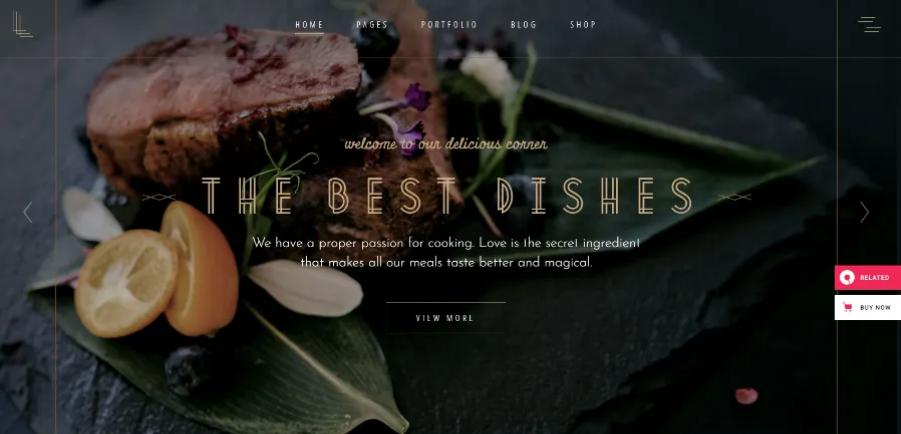 HOME PAGES PORTFOLIO BLOG SHOP
welcome to our delicious corner
THE BEST DISHES
We have a proper passion for cooking. Love is the secret ingredient
that makes all our meals taste better and magical.
RELATED
BUY NOW
VIEW MORE